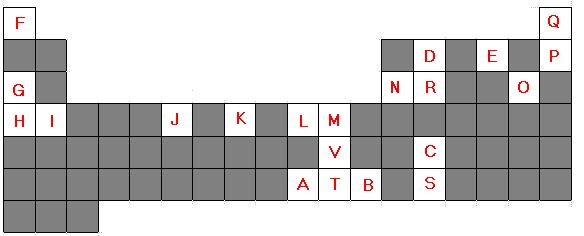 F Q
D E P
G N R O
H I J K L M
V C
A T B S